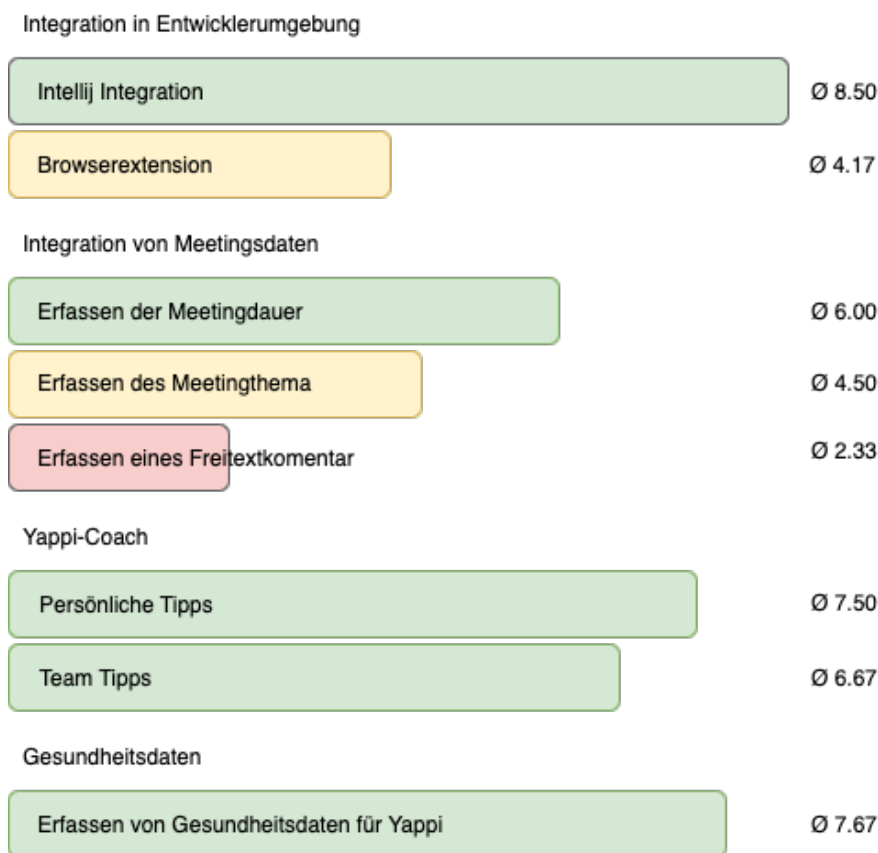 Integration in Entwicklerumgebung
Intellij Integration Ø 8.50
Browserextension Ø 4.17
Integration von Meetingsdaten
Erfassen der Meetingdauer Ø 6.00
Erfassen des Meetingthema Ø 4.50
Erfassen eines Freitextkomentar Ø 2.33
Yappi-Coach
Persönliche Tipps Ø 7.50
Team Tipps Ø 6.67
Gesundheitsdaten
Erfassen von Gesundheitsdaten für Yappi Ø 7.67